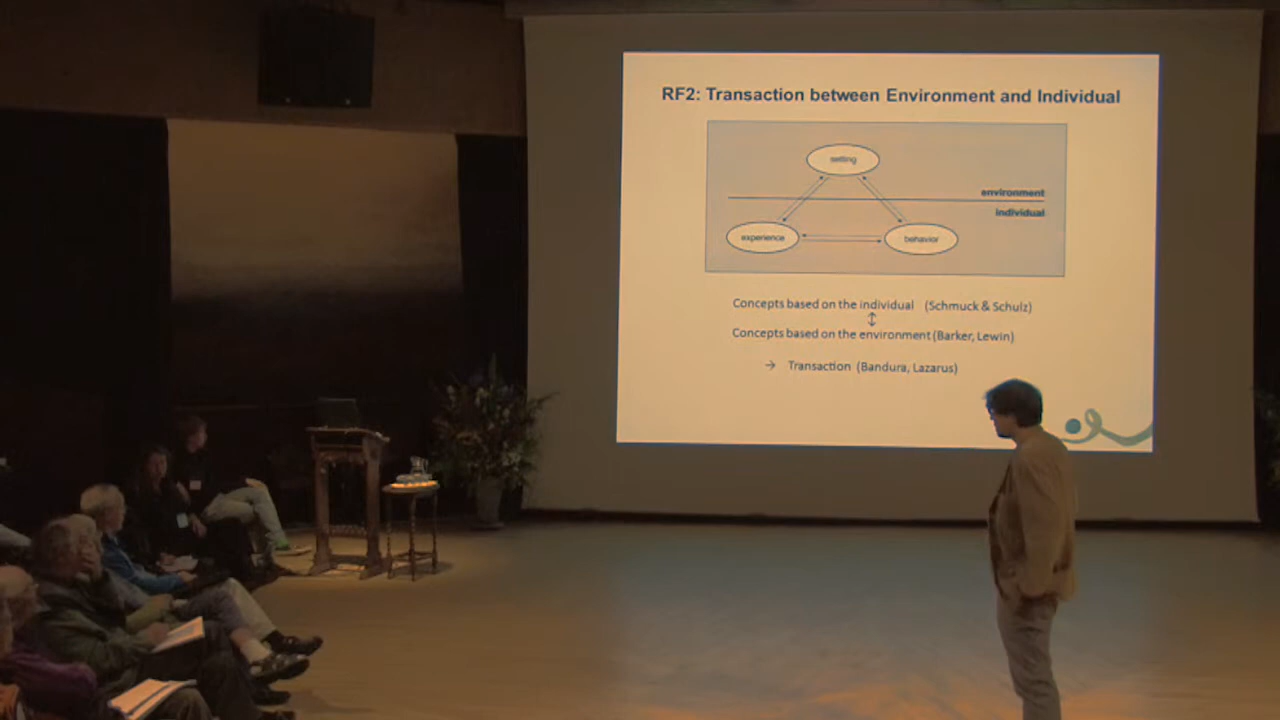 RF2: Transaction between Environment and Individual
setting
environment
individual
experience
behavior
Concepts based on the individual (Schmuck & Schulz)
↕
Concepts based on the environment (Barker, Lewin)
→ Transaction (Bandura, Lazarus)